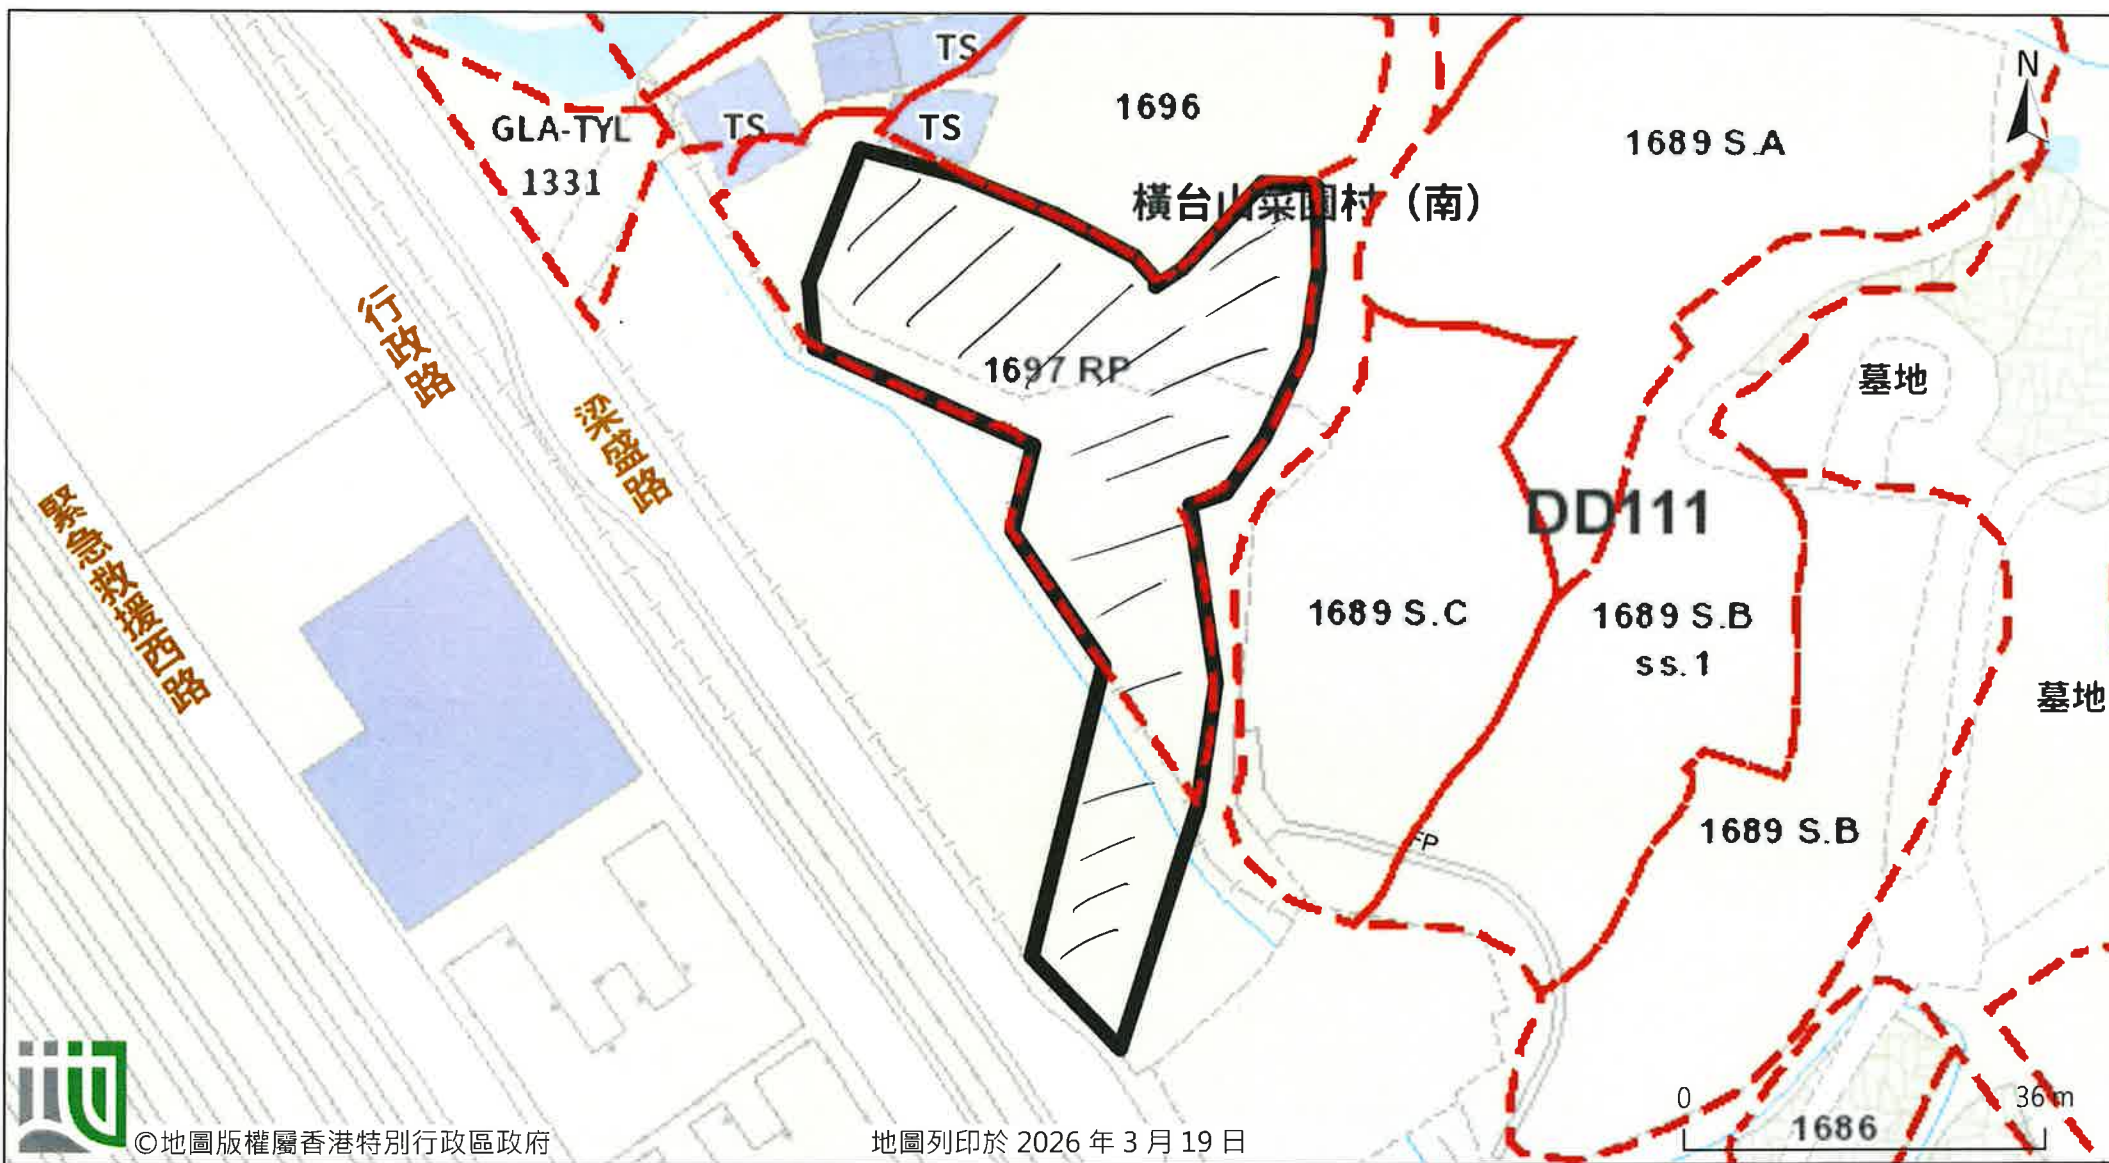 N
TS
1696
TS
TS
GLA-TYL
1331
1689 S.A
橫台山菜園村（南）
行政路
1697 RP
墓地
梁盛路
緊急救援西路
DD111
1689 S.C
1689 S.B
ss.1
墓地
1689 S.B
FP
0 36 m
1686
©地圖版權屬香港特別行政區政府
地圖列印於 2026 年 3 月 19 日